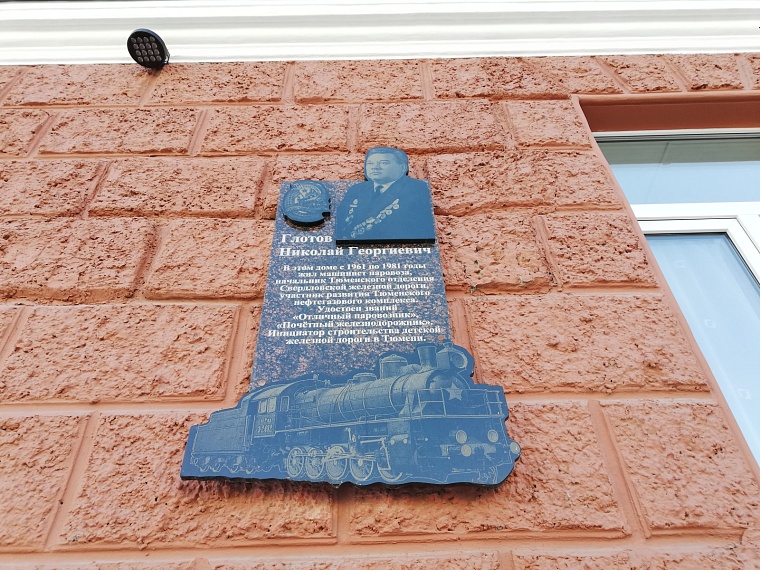 Глотов
Николай Георгиевич
В этом доме с 1961 по 1981 годы
жил машинист паровоза,
начальник Тюменского отделения
Свердловской железной дороги,
участник развития Тюменского
нефтегазового комплекса.
Удостоен званий
«Отличный паровозник»,
«Почётный железнодорожник».
Инициатор строительства детской
железной дороги в Тюмени.